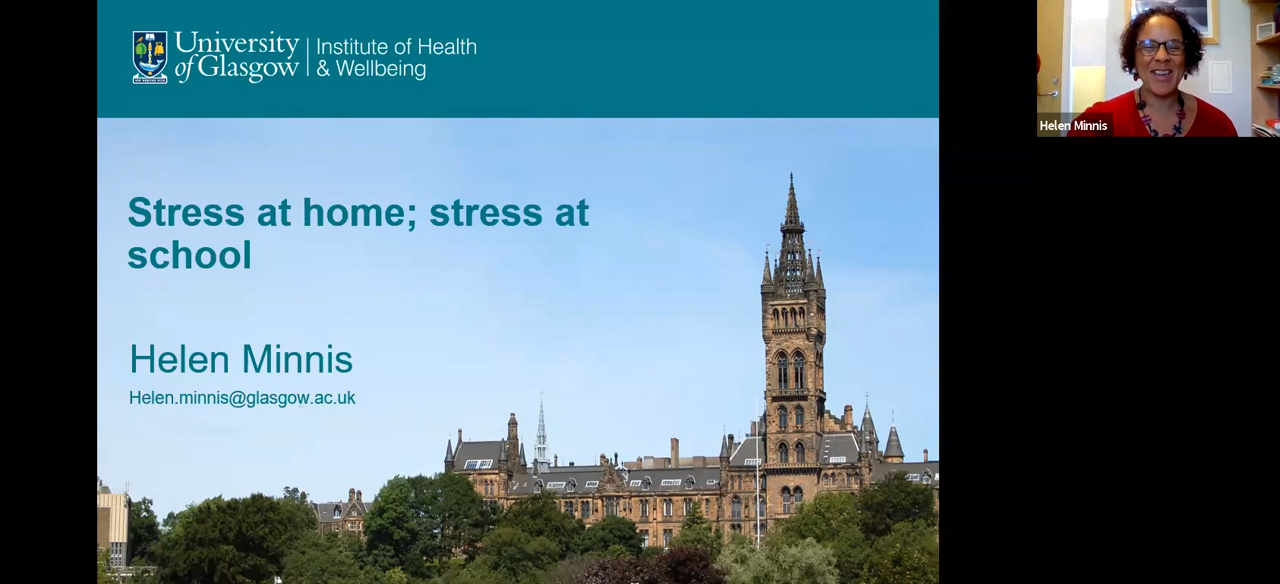 University
of Glasgow
Institute of Health
& Wellbeing
Stress at home; stress at
school
Helen Minnis
Helen.minnis@glasgow.ac.uk
Helen Minnis